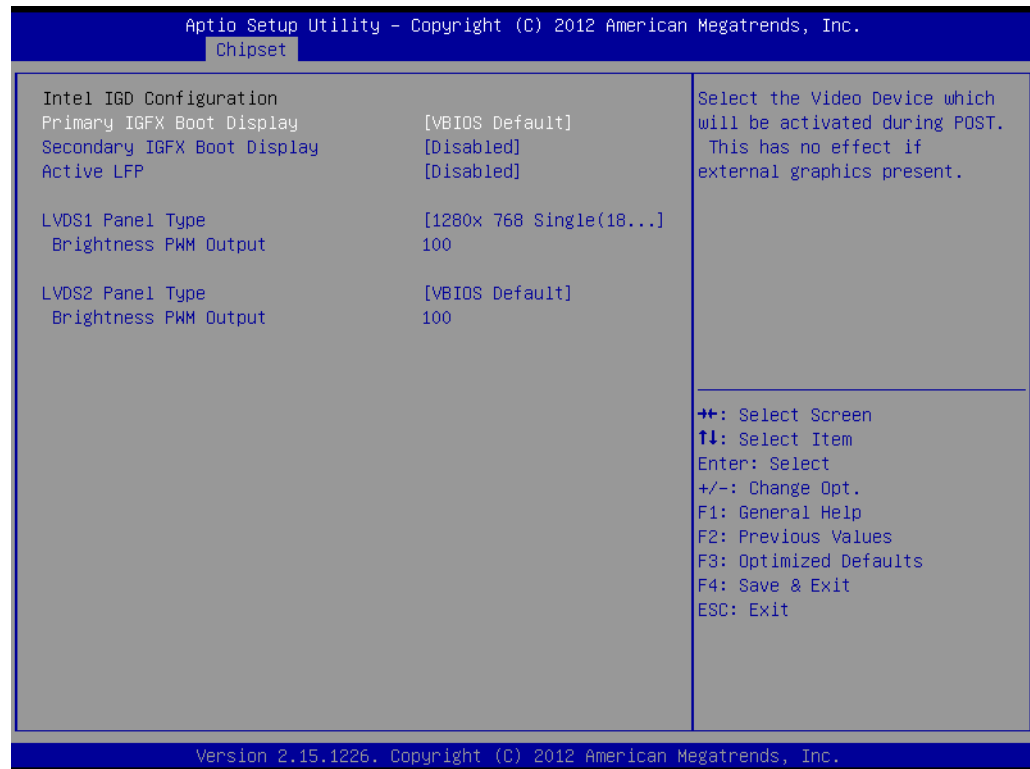 Aptio Setup Utility – Copyright (C) 2012 American Megatrends, Inc.
Chipset
Intel IGD Configuration
Primary IGFX Boot Display [VBIOS Default]
Secondary IGFX Boot Display [Disabled]
Active LFP [Disabled]
LVDS1 Panel Type [1280x 768 Single(18...]
Brightness PWM Output 100
LVDS2 Panel Type [VBIOS Default]
Brightness PWM Output 100
Select the Video Device which
will be activated during POST.
This has no effect if
external graphics present.
→←: Select Screen
↑↓: Select Item
Enter: Select
+/-: Change Opt.
F1: General Help
F2: Previous Values
F3: Optimized Defaults
F4: Save & Exit
ESC: Exit
Version 2.15.1226. Copyright (C) 2012 American Megatrends, Inc.